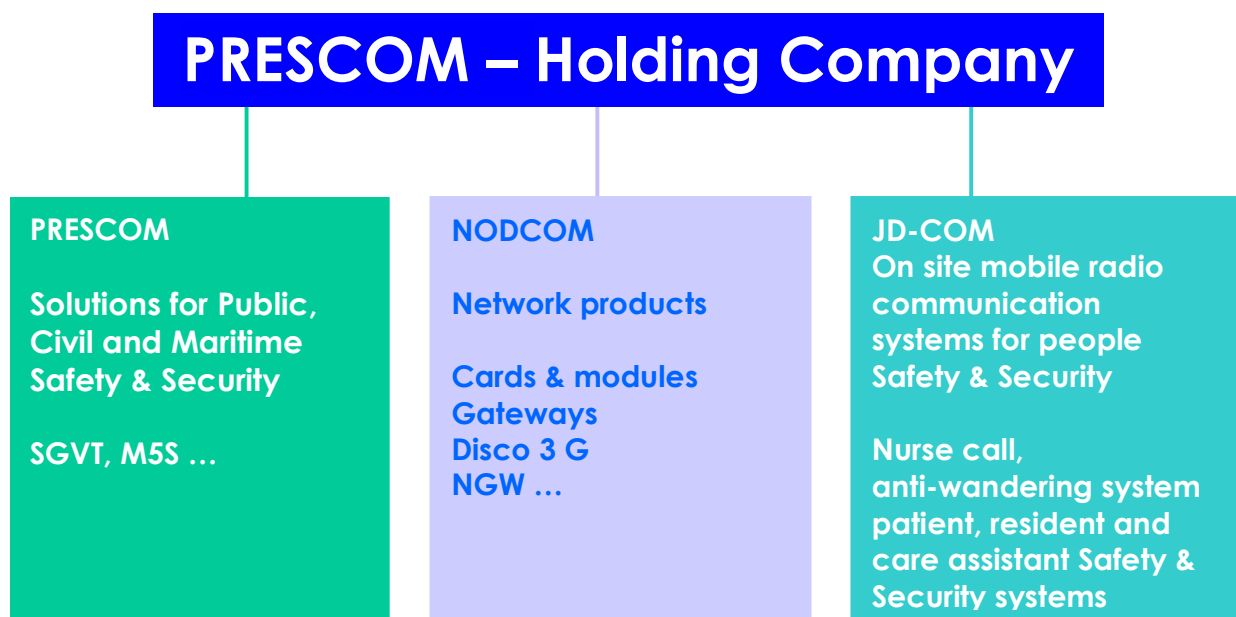 PRESCOM – Holding Company
PRESCOM
Solutions for Public,
Civil and Maritime
Safety & Security
SGVT, M5S …
NODCOM
Network products
Cards & modules
Gateways
Disco 3 G
NGW …
JD-COM
On site mobile radio
communication
systems for people
Safety & Security
Nurse call,
anti-wandering system
patient, resident and
care assistant Safety &
Security systems